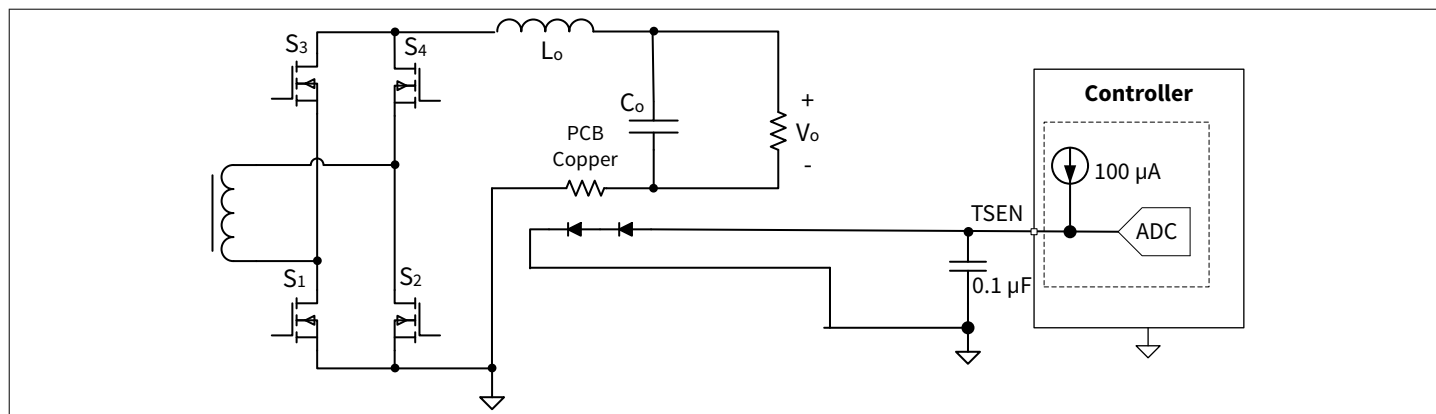 S3
S4
Lo
Co
PCB
Copper
+
Vo
-
S1
S2
Controller
100 µA
TSEN
ADC
0.1 µF